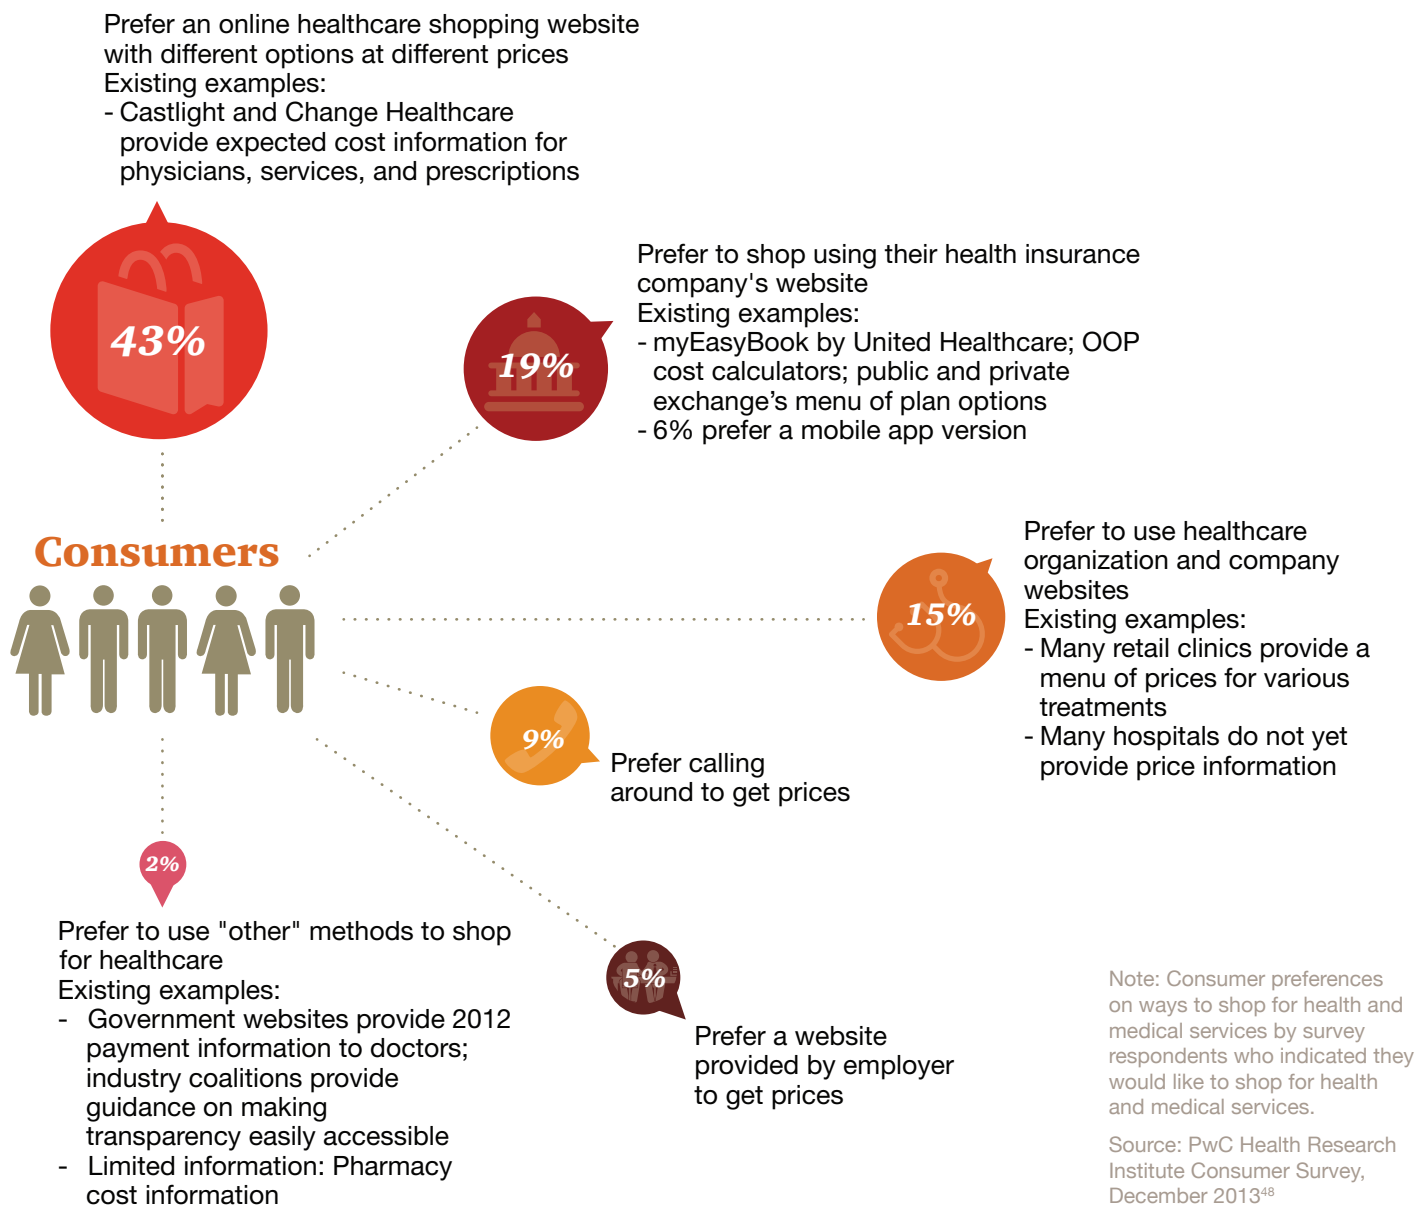 Prefer an online healthcare shopping website
with different options at different prices
Existing examples:
- Castlight and Change Healthcare
provide expected cost information for
physicians, services, and prescriptions
43%
Prefer to shop using their health insurance
company's website
Existing examples:
- myEasyBook by United Healthcare; OOP
cost calculators; public and private
exchange’s menu of plan options
- 6% prefer a mobile app version
19%
Consumers
Prefer to use healthcare
organization and company
websites
Existing examples:
- Many retail clinics provide a
menu of prices for various
treatments
- Many hospitals do not yet
provide price information
15%
9%
Prefer calling
around to get prices
2%
Prefer to use "other" methods to shop
for healthcare
Existing examples:
- Government websites provide 2012
payment information to doctors;
industry coalitions provide
guidance on making
transparency easily accessible
- Limited information: Pharmacy
cost information
5%
Prefer a website
provided by employer
to get prices
Note: Consumer preferences
on ways to shop for health and
medical services by survey
respondents who indicated they
would like to shop for health
and medical services.
Source: PwC Health Research
Institute Consumer Survey,
December 2013⁴⁸